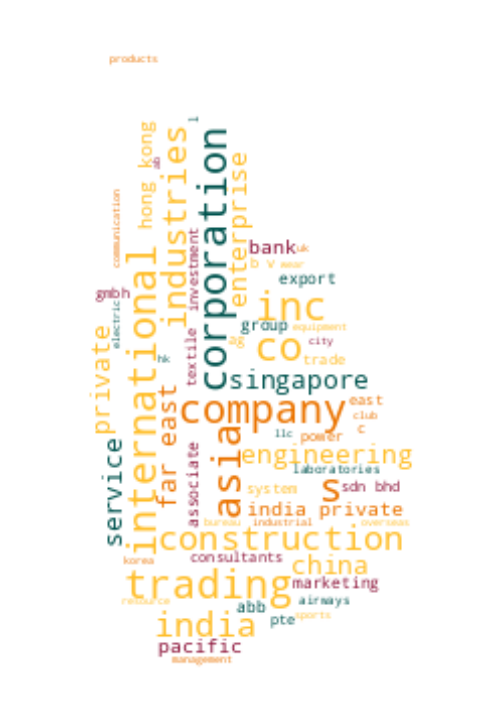 products
l
kong
hong
ab
industries
corporation
enterprise
communication
investment
bank
uk
b v
wear
export
international
gmbh
electric
inc
group
equipment
ag
co
city
hk
textile
trade
private
singapore
far east
company
east
club
c
llc
power
asia
service
associate
engineering
laboratories
system
s
sdn bhd
india private
bureau
industrial
overseas
construction
korea
consultants
china
trading
marketing
resource
abb
airways
india
pte
sports
pacific
management